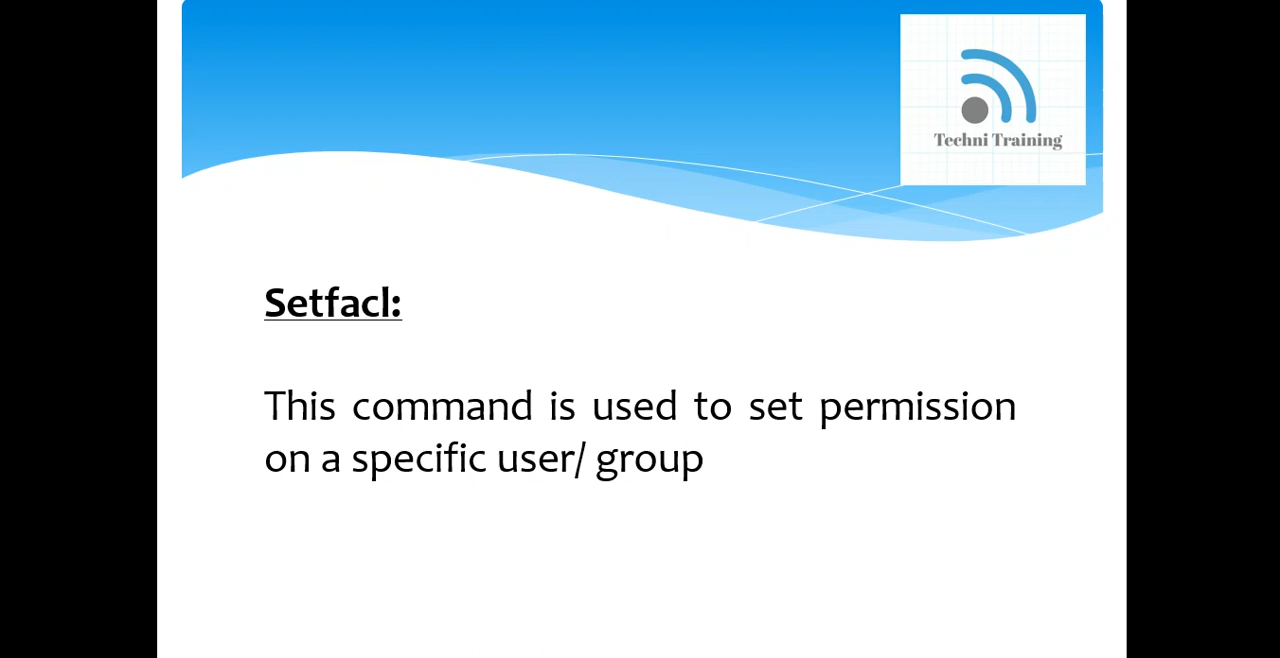 Techni Training
Setfacl:
This command is used to set permission
on a specific user/ group